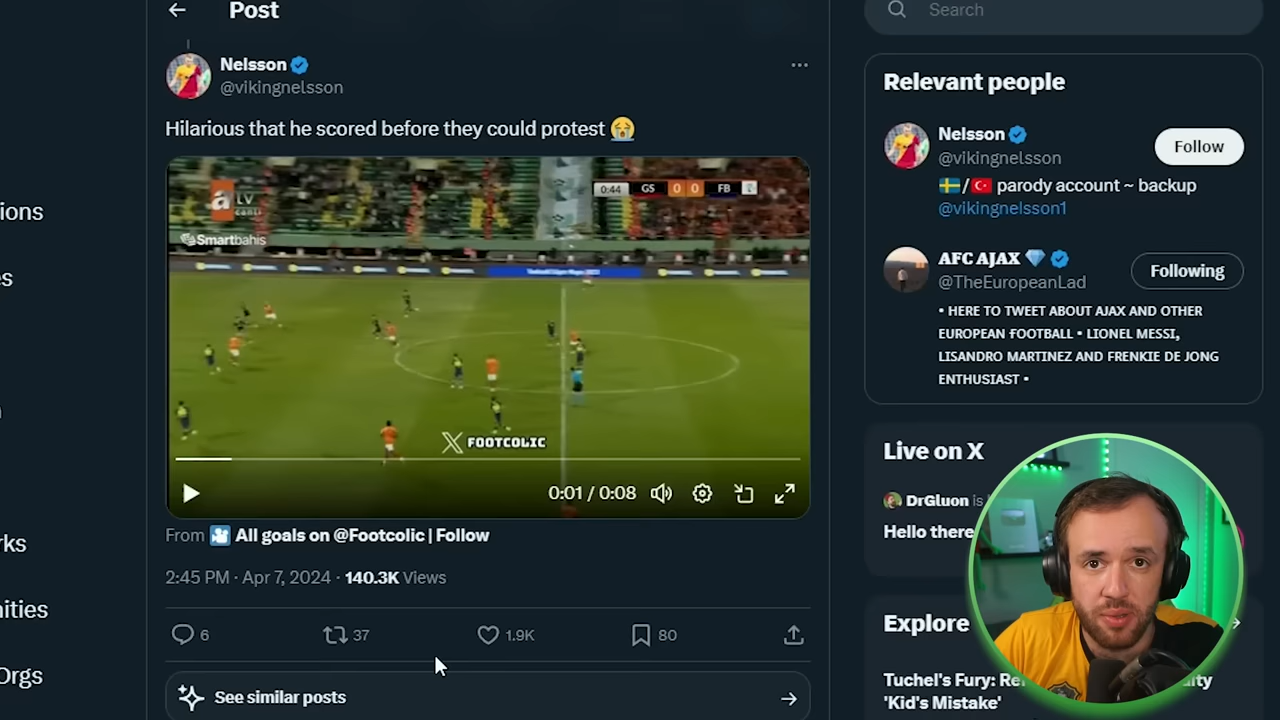 Post
Search
Nelsson
@vikingnelsson
Hilarious that he scored before they could protest 😭
a
LV
canlı
Smartbahis
0:44 GS 0 0 FB
X FOOTCOLIC
0:01 / 0:08
From 🎦 All goals on @Footcolic | Follow
2:45 PM · Apr 7, 2024 · 140.3K Views
6
37
1.9K
80
See similar posts
ions
es
rks
nities
Orgs
Relevant people
Nelsson
@vikingnelsson
Follow
🇸🇪/🇹🇷 parody account ~ backup
@vikingnelsson1
AFC AJAX 💎
@TheEuropeanLad
Following
• HERE TO TWEET ABOUT AJAX AND OTHER
EUROPEAN FOOTBALL • LIONEL MESSI,
LISANDRO MARTINEZ AND FRENKIE DE JONG
ENTHUSIAST •
Live on X
DrGluon is
Hello there
Explore
Tuchel's Fury:
'Kid's Mistake'